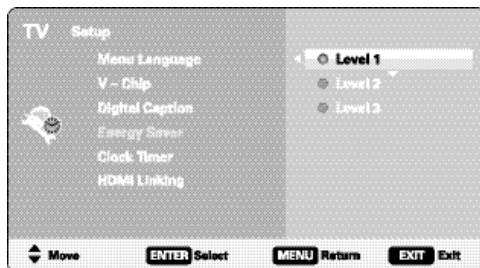 TV Setup
Menu Language
Level 1
V - Chip
Level 2
Digital Caption
Level 3
Energy Saver
Clock Timer
HDMI Linking
Move ENTER Select MENU Return EXIT Exit